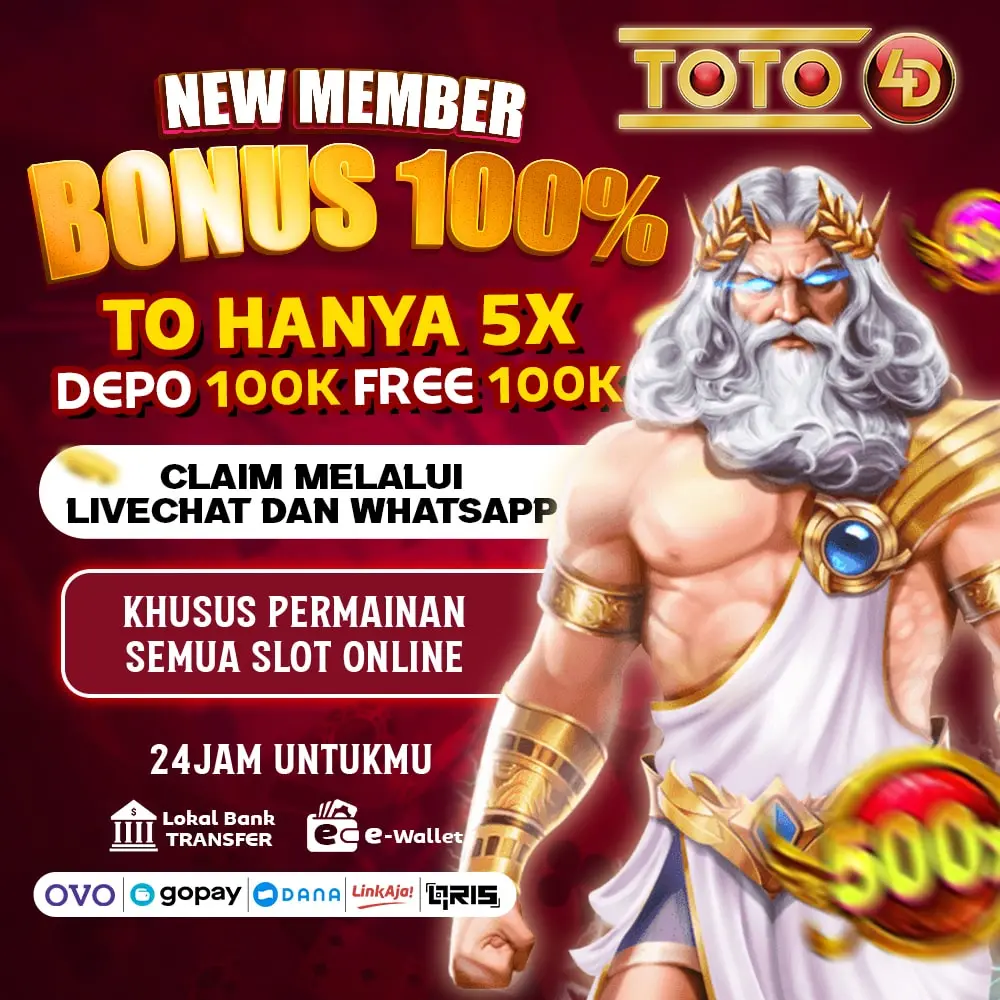 TOTO 4D
NEW MEMBER
BONUS 100%
TO HANYA 5X
DEPO 100K FREE 100K
CLAIM MELALUI
LIVECHAT DAN WHATSAPP
KHUSUS PERMAINAN
SEMUA SLOT ONLINE
24JAM UNTUKMU
Lokal Bank
TRANSFER
e-Wallet
OVO gopay DANA LinkAja! QRIS
500x